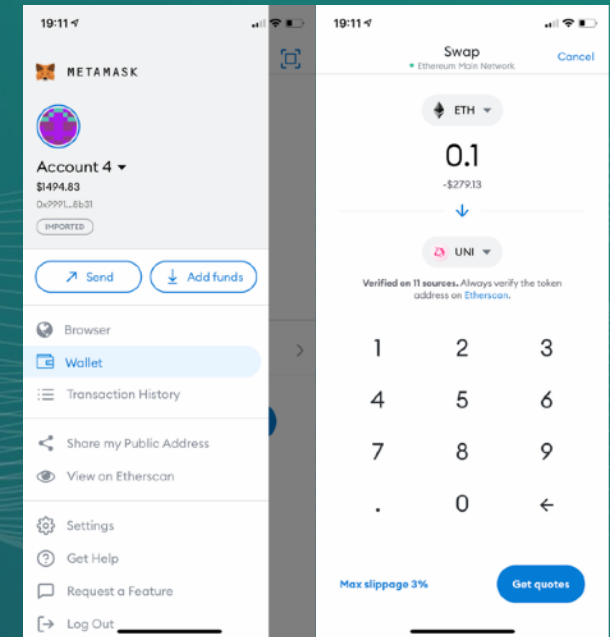 19:11
METAMASK
Account 4
$1494.83
0x9991...6b31
IMPORTED
Send
Add funds
Browser
Wallet
Transaction History
Share my Public Address
View on Etherscan
Settings
Get Help
Request a Feature
Log Out
19:11
Swap
Ethereum Main Network
Cancel
ETH
0.1
~$279.13
UNI
Verified on 11 sources. Always verify the token
address on Etherscan.
1 2 3
4 5 6
7 8 9
. 0 ←
Max slippage 3%
Get quotes